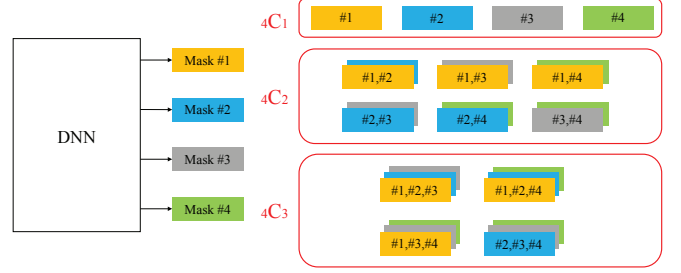 4C1
#1 #2 #3 #4
DNN
Mask #1
Mask #2
Mask #3
Mask #4
4C2
#1,#2 #1,#3 #1,#4
#2,#3 #2,#4 #3,#4
4C3
#1,#2,#3 #1,#2,#4
#1,#3,#4 #2,#3,#4